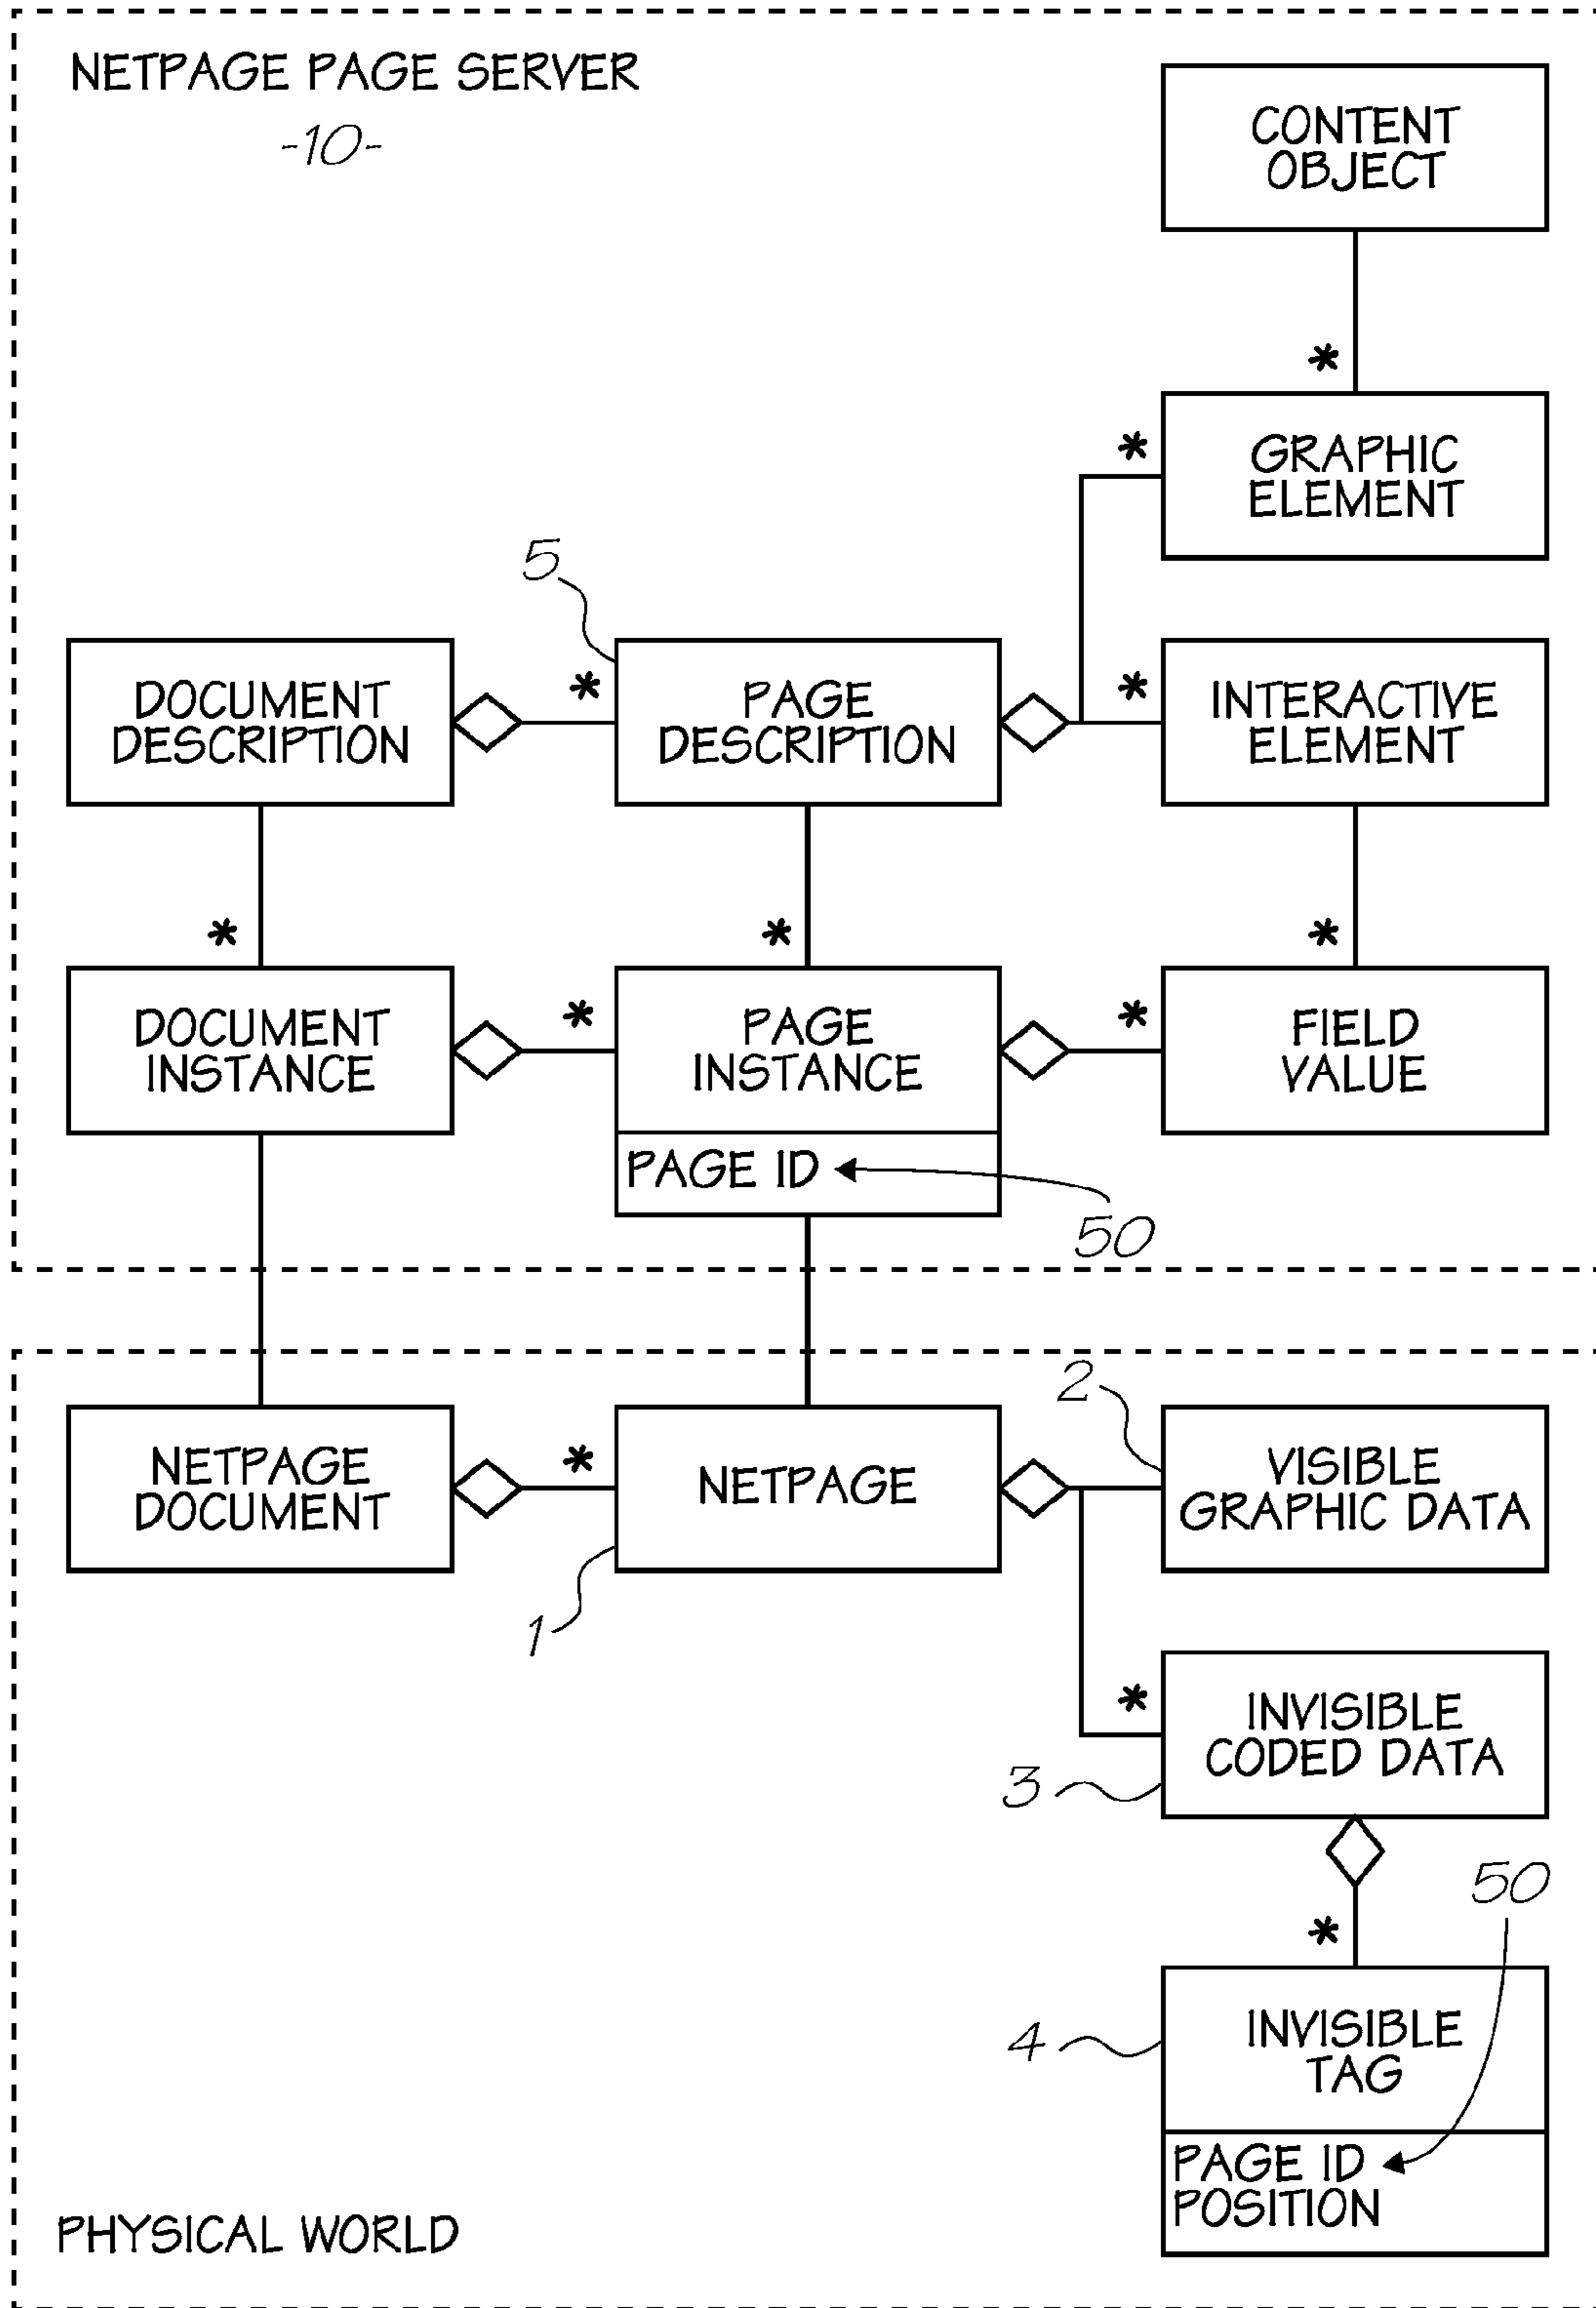 NETPAGE PAGE SERVER
-10-
CONTENT
OBJECT
*
*
GRAPHIC
ELEMENT
5
DOCUMENT
DESCRIPTION
*
PAGE
DESCRIPTION
*
INTERACTIVE
ELEMENT
*
*
*
DOCUMENT
INSTANCE
*
PAGE
INSTANCE
PAGE ID
50
*
FIELD
VALUE
NETPAGE
DOCUMENT
*
NETPAGE
1
2
VISIBLE
GRAPHIC DATA
*
INVISIBLE
CODED DATA
3
50
*
4
INVISIBLE
TAG
PAGE ID
POSITION
PHYSICAL WORLD